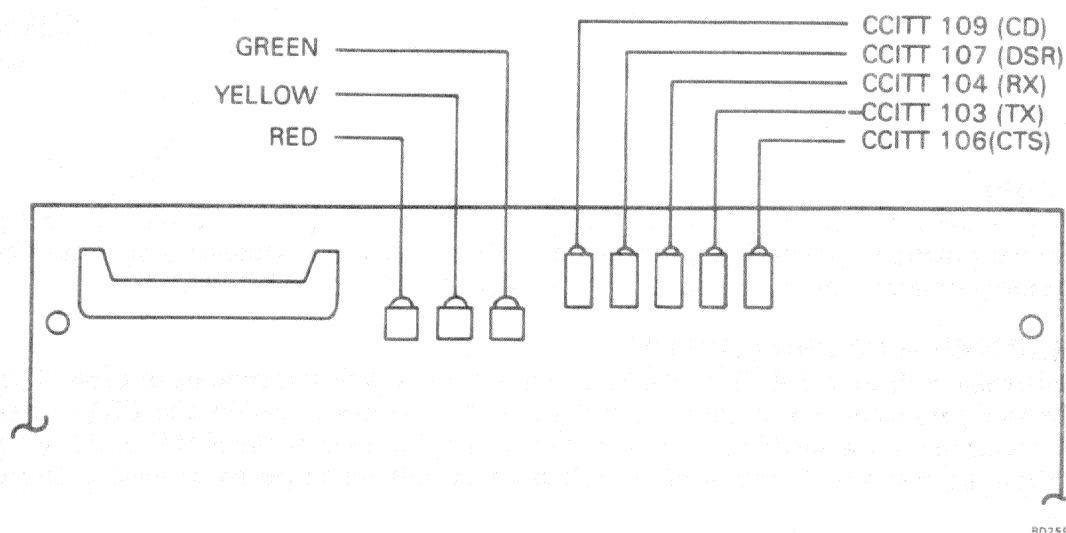 GREEN
YELLOW
RED
CCITT 109 (CD)
CCITT 107 (DSR)
CCITT 104 (RX)
CCITT 103 (TX)
CCITT 106(CTS)